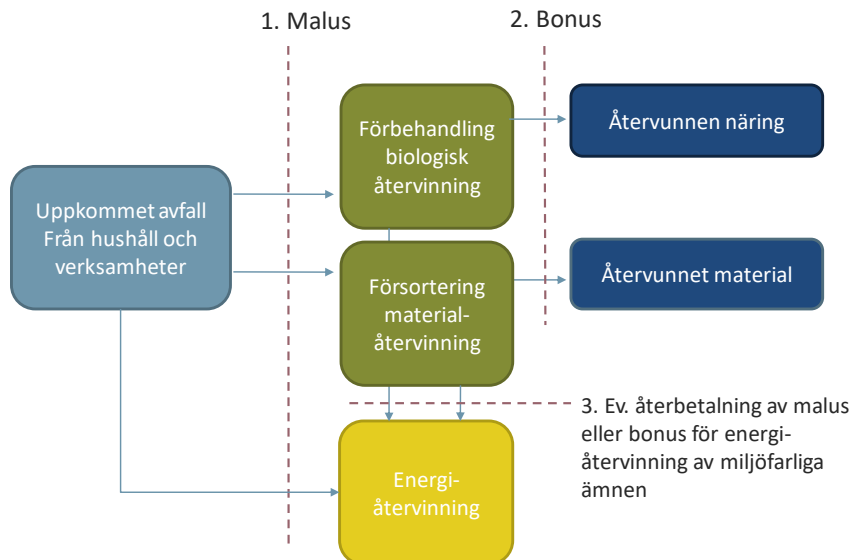 1. Malus
2. Bonus
Förbehandling
biologisk
återvinning
Återvunnen näring
Uppkommet avfall
Från hushåll och
verksamheter
Försortering
material-
återvinning
Återvunnet material
3. Ev. återbetalning av malus
eller bonus för energi-
återvinning av miljöfarliga
ämnen
Energi-
återvinning